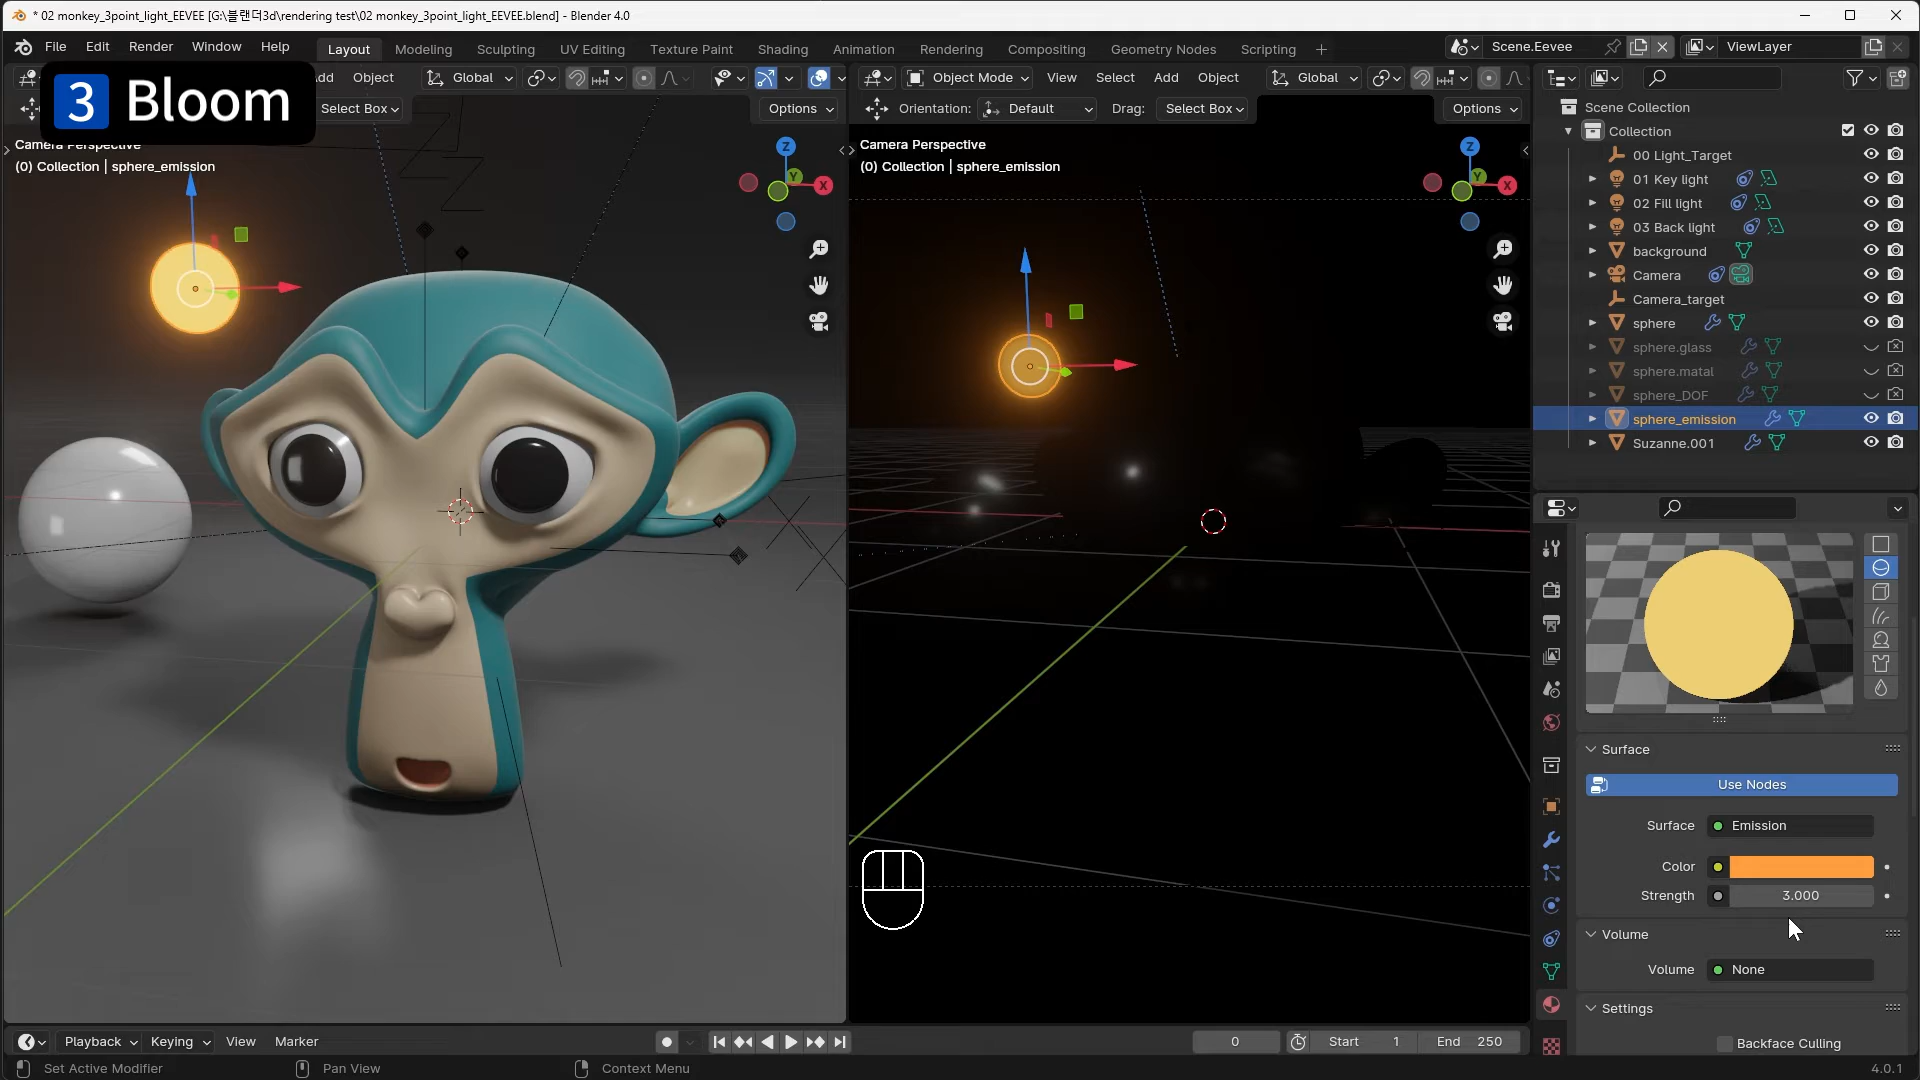 * 02 monkey_3point_light_EEVEE [G:\블랜더3d\rendering test\02 monkey_3point_light_EEVEE.blend] - Blender 4.0
File Edit Render Window Help Layout Modeling Sculpting UV Editing Texture Paint Shading Animation Rendering Compositing Geometry Nodes Scripting + Scene.Eevee ViewLayer
3 Bloom
dd Object Global Object Mode View Select Add Object Global
Select Box Options Orientation: Default Drag: Select Box Options
Camera Perspective
(0) Collection | sphere_emission
Z
Y
X
Camera Perspective
(0) Collection | sphere_emission
Z
Y
X
Scene Collection
Collection
00 Light_Target
01 Key light
02 Fill light
03 Back light
background
Camera
Camera_target
sphere
sphere.glass
sphere.matal
sphere_DOF
sphere_emission
Suzanne.001
Surface
Use Nodes
Surface Emission
Color
Strength 3.000
Volume
Volume None
Settings
Backface Culling
Playback Keying View Marker 0 Start 1 End 250
Set Active Modifier Pan View Context Menu 4.0.1